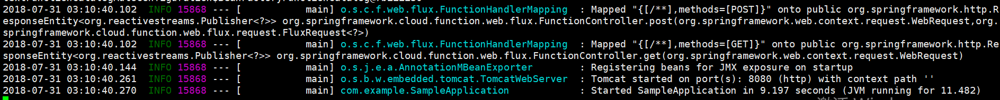 2018-07-31 03:10:40.102  INFO 15868 --- [           main] o.s.c.f.web.flux.FunctionHandlerMapping  : Mapped "{[/**],methods=[POST]}" onto public org.springframework.http.R
esponseEntity<org.reactivestreams.Publisher<?>> org.springframework.cloud.function.web.flux.FunctionController.post(org.springframework.web.context.request.WebRequest,org.
springframework.cloud.function.web.flux.request.FluxRequest<?>)
2018-07-31 03:10:40.102  INFO 15868 --- [           main] o.s.c.f.web.flux.FunctionHandlerMapping  : Mapped "{[/**],methods=[GET]}" onto public org.springframework.http.Re
sponseEntity<org.reactivestreams.Publisher<?>> org.springframework.cloud.function.web.flux.FunctionController.get(org.springframework.web.context.request.WebRequest)
2018-07-31 03:10:40.144  INFO 15868 --- [           main] o.s.j.e.a.AnnotationMBeanExporter        : Registering beans for JMX exposure on startup
2018-07-31 03:10:40.261  INFO 15868 --- [           main] o.s.b.w.embedded.tomcat.TomcatWebServer  : Tomcat started on port(s): 8080 (http) with context path ''
2018-07-31 03:10:40.270  INFO 15868 --- [           main] com.example.SampleApplication            : Started SampleApplication in 9.197 seconds (JVM running for 11.482)